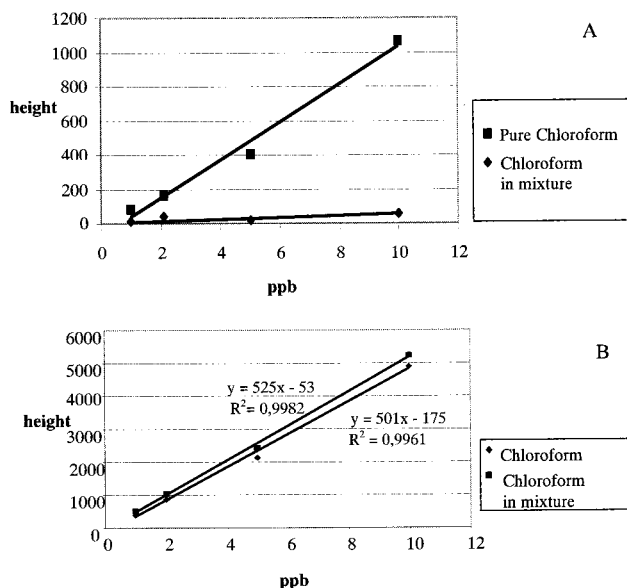 A
1200
1000
height
800
600
400
200
0
0 2 4 6 8 10 12
ppb
Pure Chloroform
Chloroform
in mixture
B
6000
5000
height
4000
3000
2000
1000
0
0 2 4 6 8 10 12
ppb
y = 525x - 53
R² = 0,9982
y = 501x - 175
R² = 0,9961
Chloroform
Chloroform
in mixture